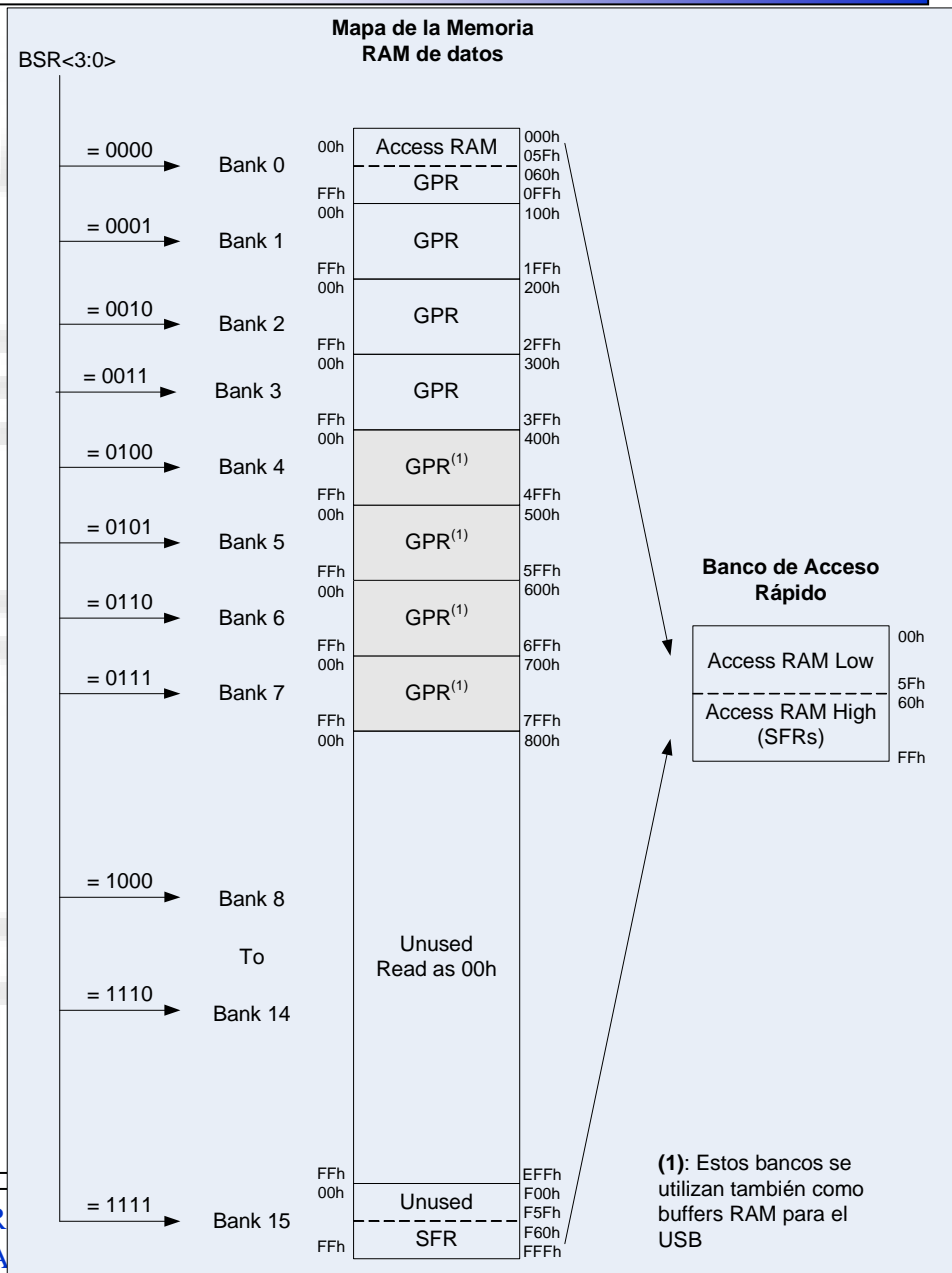 Mapa de la Memoria
RAM de datos
BSR<3:0>
= 0000
Bank 0
00h
Access RAM
000h
05Fh
GPR
060h
FFh
0FFh
= 0001
Bank 1
00h
100h
GPR
FFh
1FFh
= 0010
Bank 2
00h
200h
GPR
FFh
2FFh
= 0011
Bank 3
00h
300h
GPR
FFh
3FFh
= 0100
Bank 4
00h
400h
GPR(1)
FFh
4FFh
= 0101
Bank 5
00h
500h
GPR(1)
FFh
5FFh
= 0110
Bank 6
00h
600h
GPR(1)
FFh
6FFh
= 0111
Bank 7
00h
700h
GPR(1)
FFh
7FFh
00h
800h
= 1000
Bank 8
To
= 1110
Bank 14
Unused
Read as 00h
FFh
EFFh
= 1111
Bank 15
00h
F00h
Unused
F5Fh
F60h
SFR
FFh
FFFh
Banco de Acceso
Rápido
00h
Access RAM Low
5Fh
60h
Access RAM High
(SFRs)
FFh
(1): Estos bancos se
utilizan también como
buffers RAM para el
USB
R
A